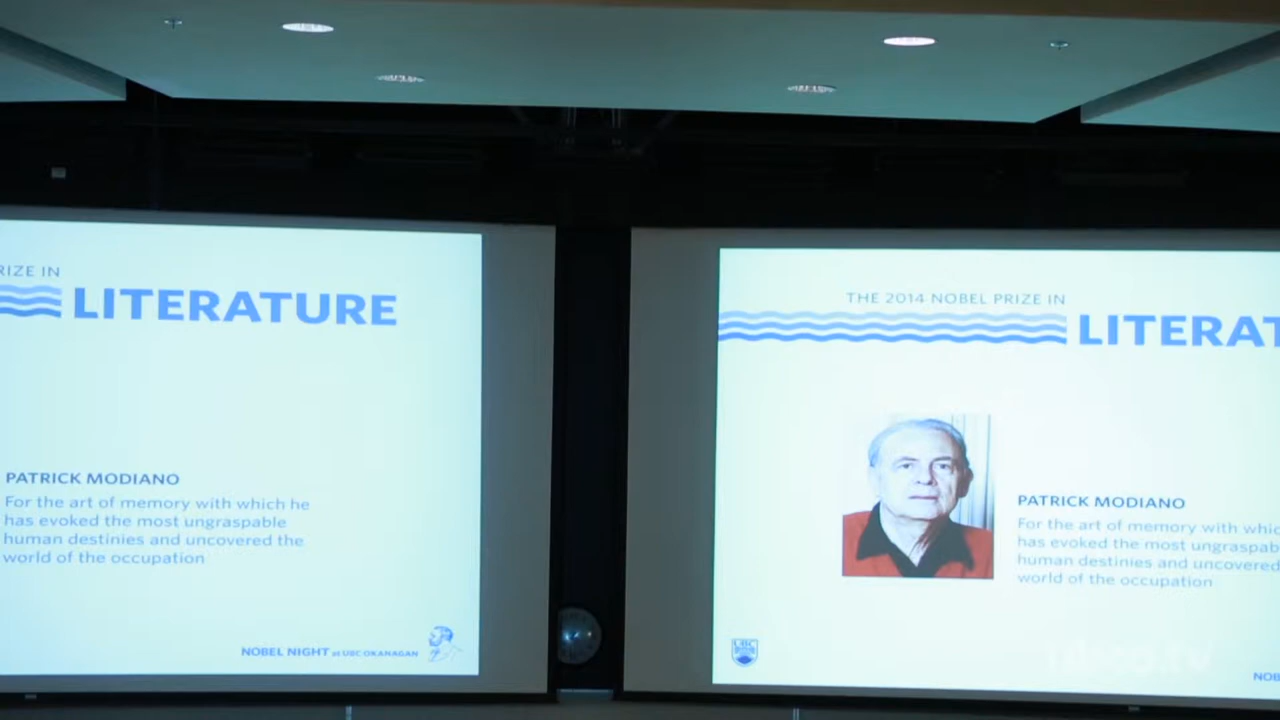 RIZE IN
LITERATURE
PATRICK MODIANO
For the art of memory with which he
has evoked the most ungraspable
human destinies and uncovered the
world of the occupation
NOBEL NIGHT at UBC OKANAGAN
THE 2014 NOBEL PRIZE IN
LITERAT
PATRICK MODIANO
For the art of memory with whic
has evoked the most ungraspab
human destinies and uncovered
world of the occupation
UBC
NOB